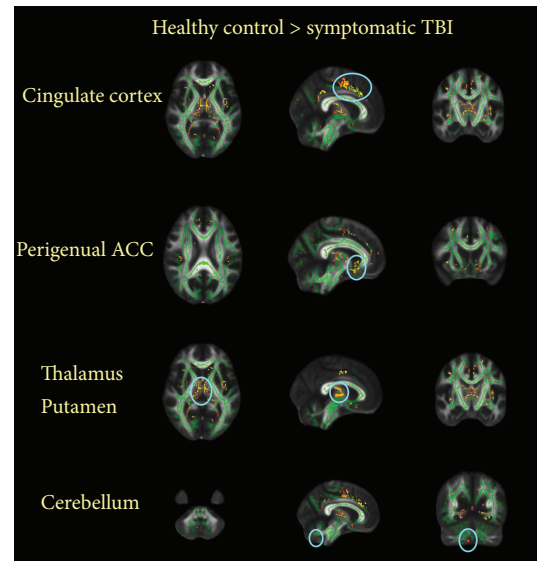 Healthy control > symptomatic TBI
Cingulate cortex
Perigenual ACC
Thalamus
Putamen
Cerebellum